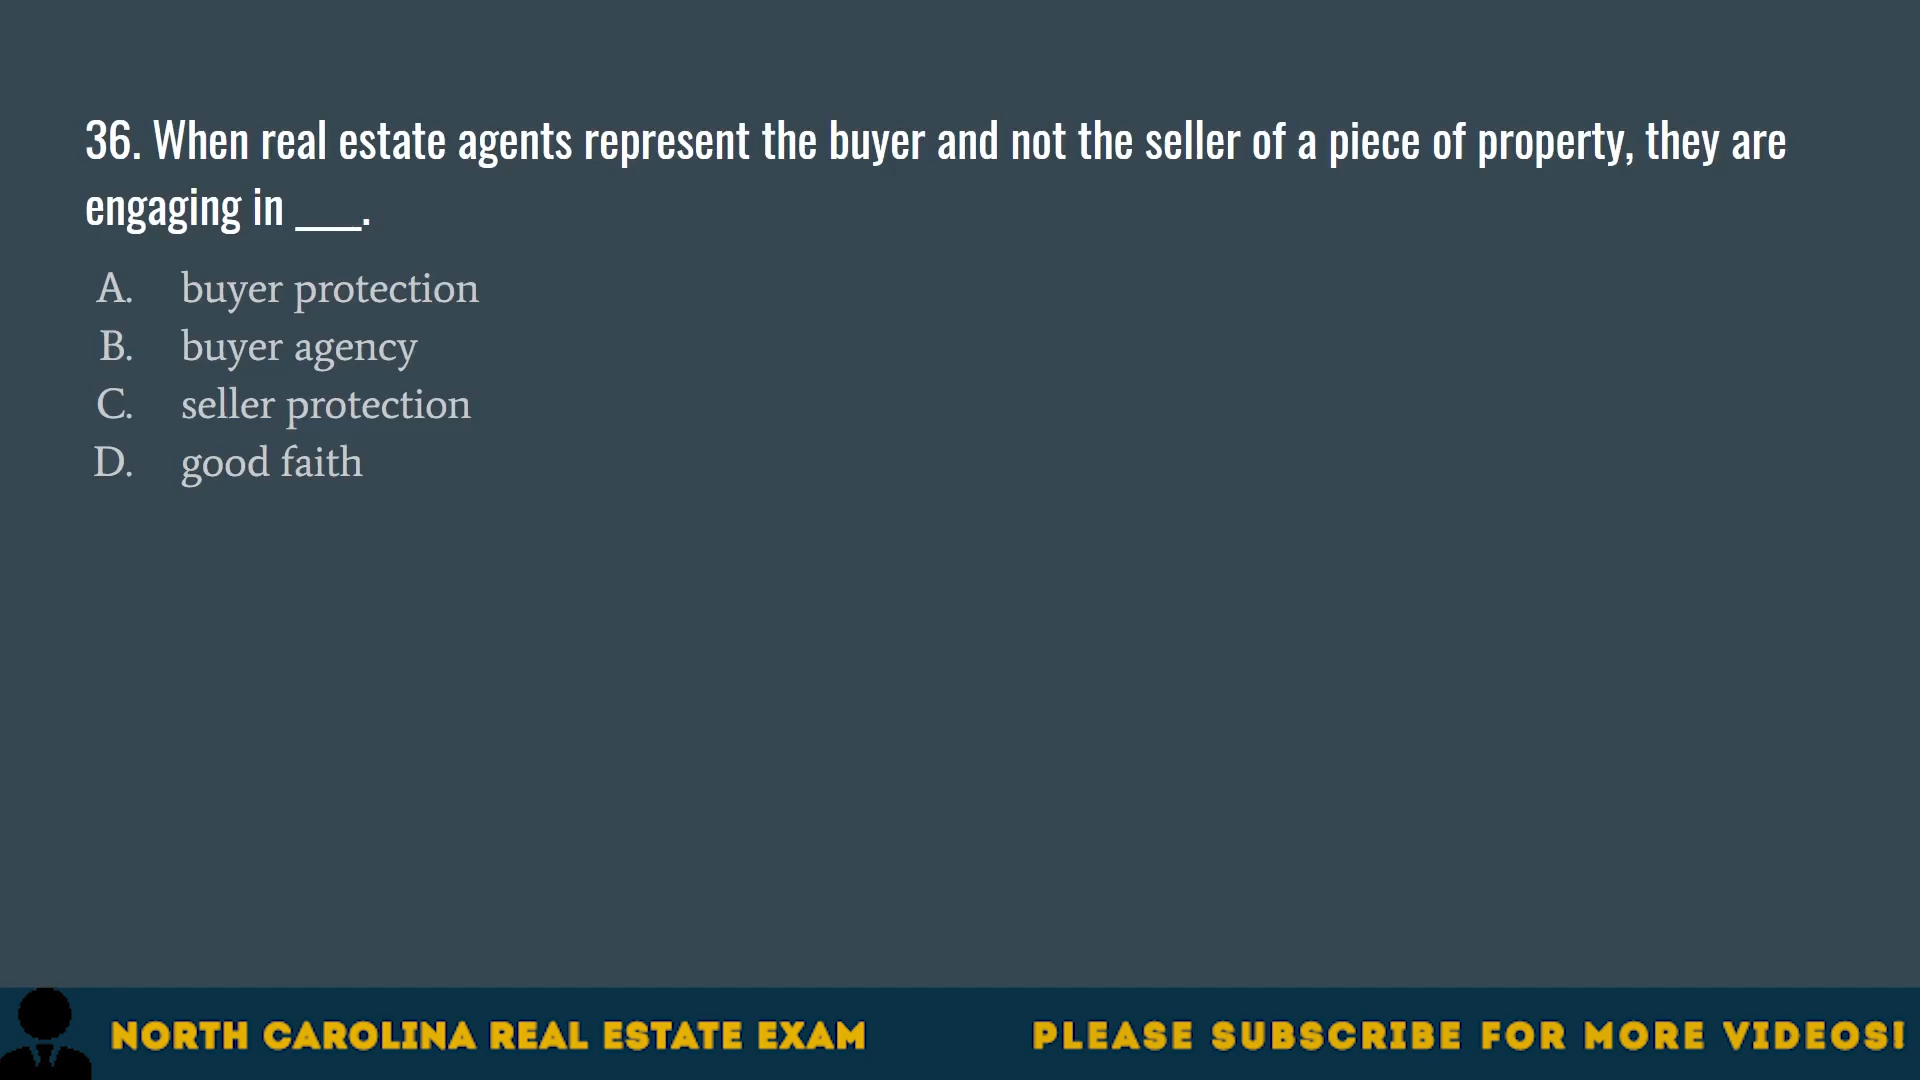 36. When real estate agents represent the buyer and not the seller of a piece of property, they are
engaging in ____.
A. buyer protection
B. buyer agency
C. seller protection
D. good faith
NORTH CAROLINA REAL ESTATE EXAM
PLEASE SUBSCRIBE FOR MORE VIDEOS!